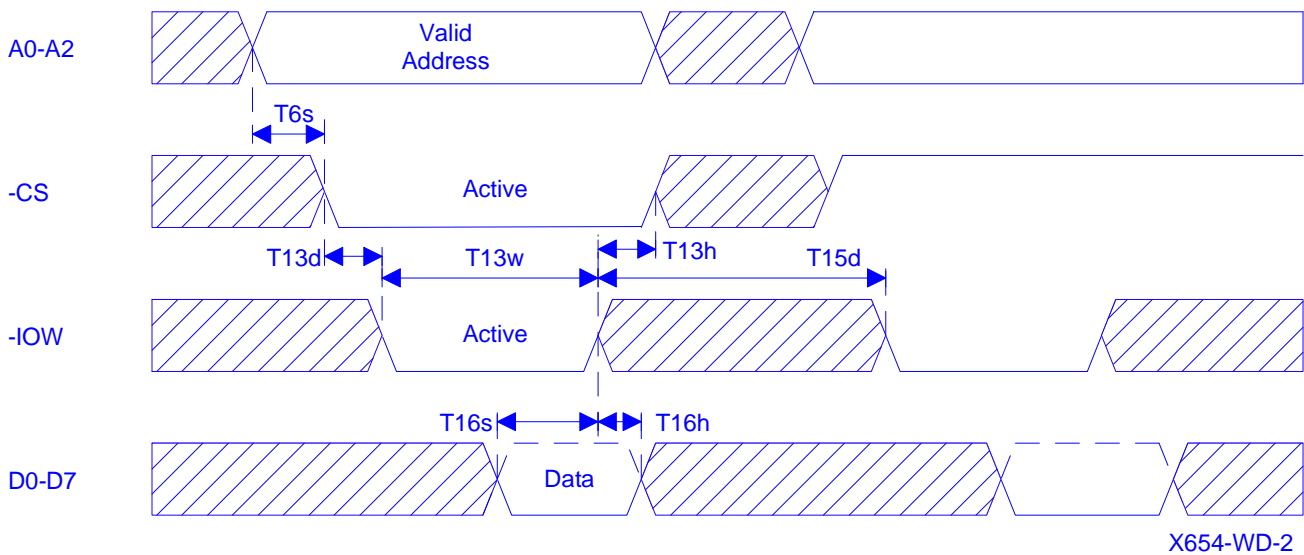 A0-A2
Valid
Address
T6s
-CS
Active
T13d
T13w
T13h
T15d
-IOW
Active
T16s
T16h
D0-D7
Data
X654-WD-2